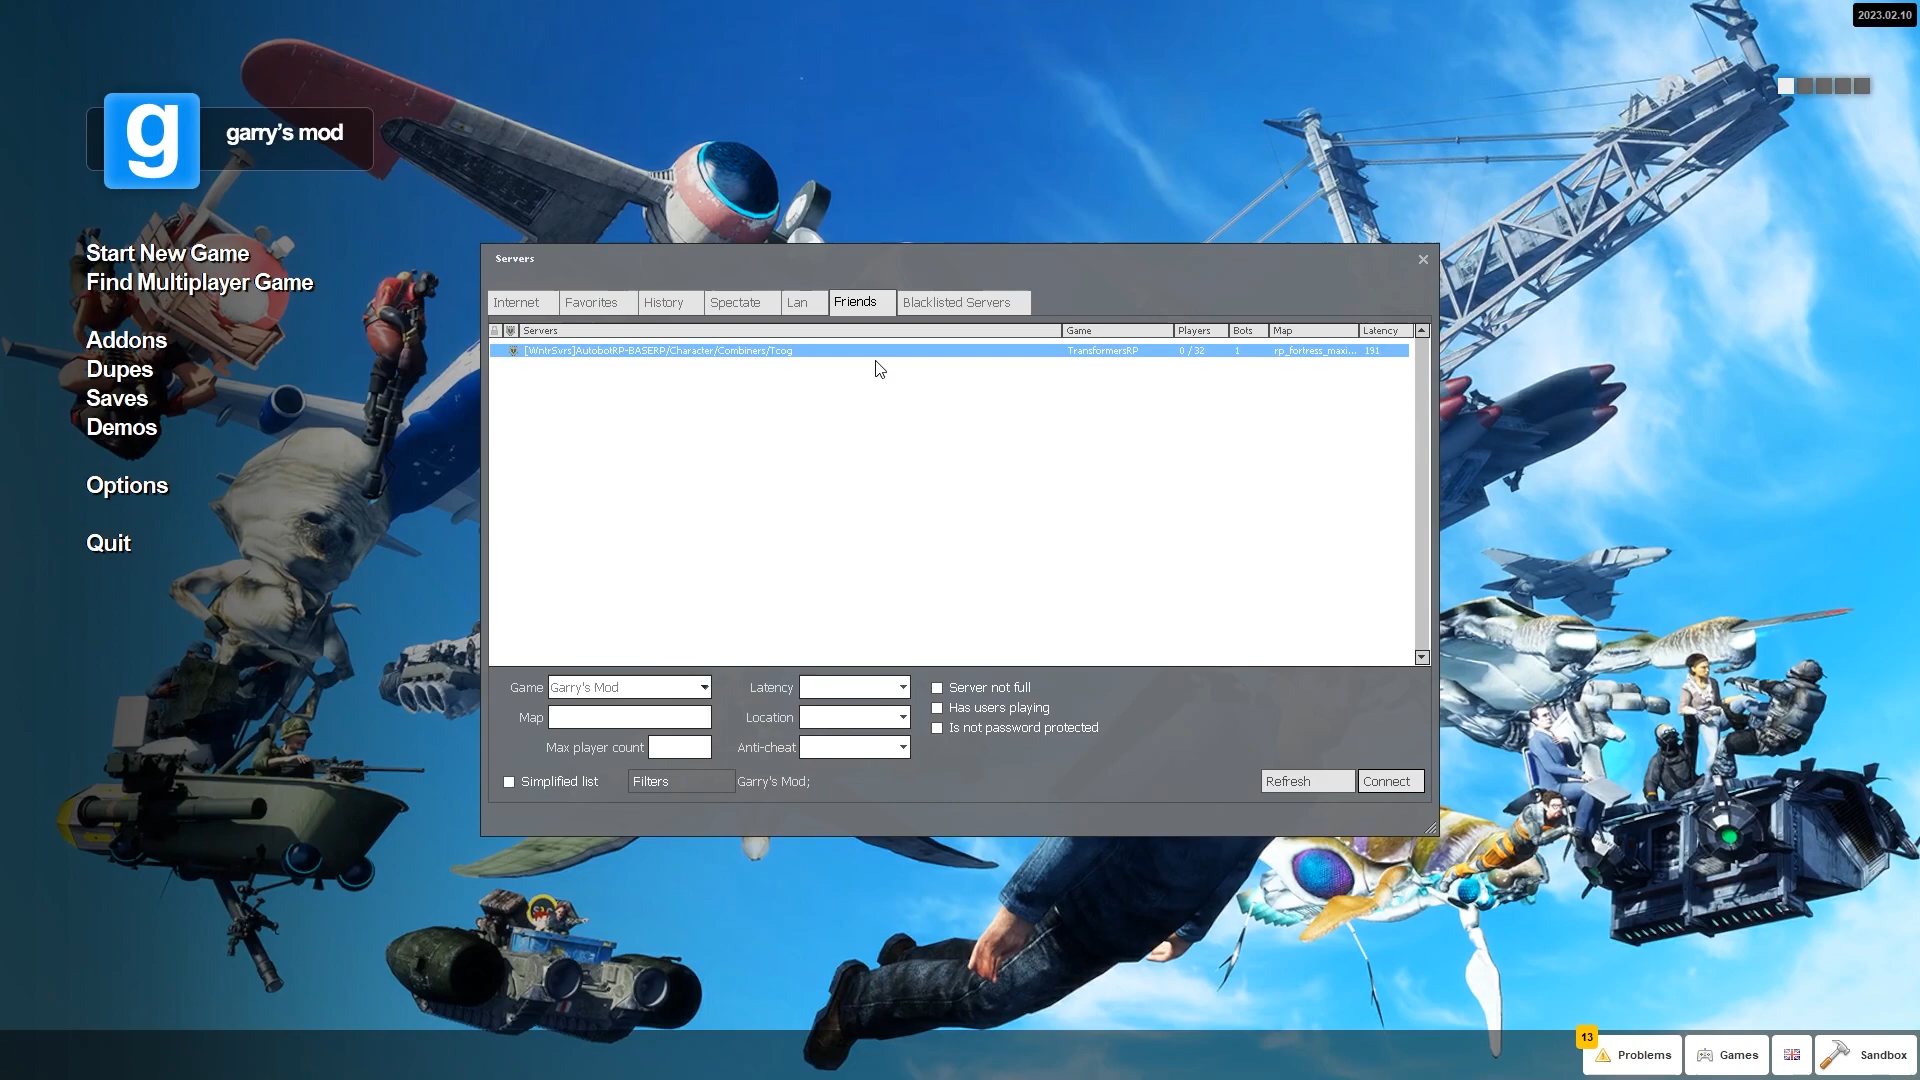 2023.02.10
g
garry's mod
Start New Game
Find Multiplayer Game
Addons
Dupes
Saves
Demos
Options
Quit
Servers
Internet Favorites History Spectate Lan Friends Blacklisted Servers
Servers Game Players Bots Map Latency
[WntrSvrs]AutobotRP-BASERP/Character/Combiners/Tcog TransformersRP 0 / 32 1 rp_fortress_maxi... 191
Game Garry's Mod Latency Server not full
Map Location Has users playing
Is not password protected
Max player count Anti-cheat
Simplified list Filters Garry's Mod; Refresh Connect
13
Problems Games Sandbox